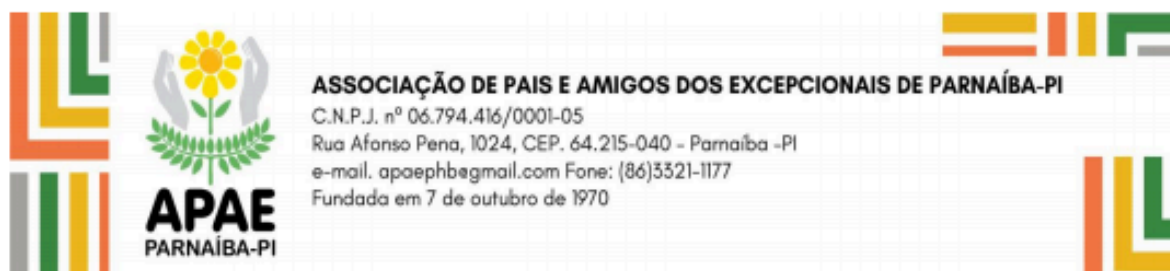 APAE
PARNAÍBA-PI
ASSOCIAÇÃO DE PAIS E AMIGOS DOS EXCEPCIONAIS DE PARNAÍBA-PI
C.N.P.J. nº 06.794.416/0001-05
Rua Afonso Pena, 1024, CEP. 64.215-040 - Parnaíba -PI
e-mail. apaephb@gmail.com Fone: (86)3321-1177
Fundada em 7 de outubro de 1970